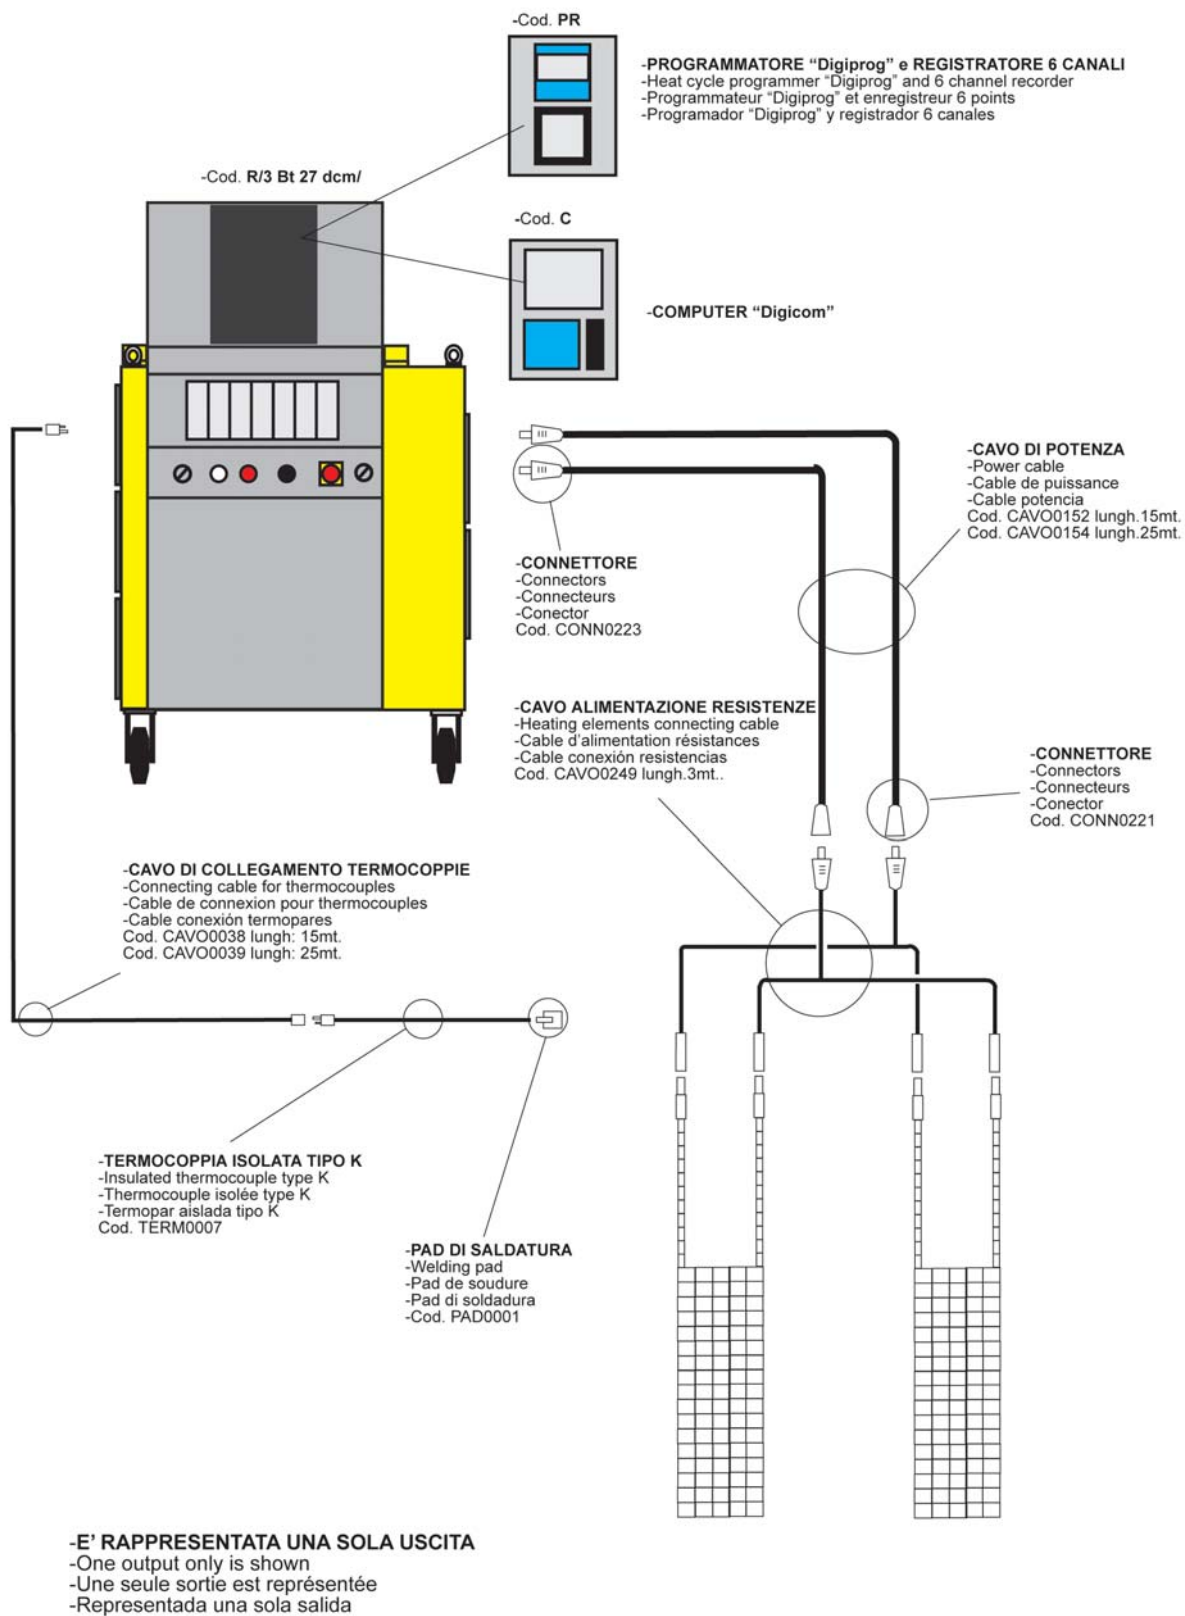 -Cod. PR
-PROGRAMMATORE “Digiprog” e REGISTRATORE 6 CANALI
-Heat cycle programmer “Digiprog” and 6 channel recorder
-Programmateur “Digiprog” et enregistreur 6 points
-Programador “Digiprog” y registrador 6 canales
-Cod. R/3 Bt 27 dcm/
-Cod. C
-COMPUTER “Digicom”
-CAVO DI POTENZA
-Power cable
-Cable de puissance
-Cable potencia
Cod. CAVO0152 lungh.15mt.
Cod. CAVO0154 lungh.25mt.
-CONNETTORE
-Connectors
-Connecteurs
-Conector
Cod. CONN0223
-CAVO ALIMENTAZIONE RESISTENZE
-Heating elements connecting cable
-Cable d’alimentation résistances
-Cable conexión resistencias
Cod. CAVO0249 lungh.3mt..
-CONNETTORE
-Connectors
-Connecteurs
-Conector
Cod. CONN0221
-CAVO DI COLLEGAMENTO TERMOCOPPIE
-Connecting cable for thermocouples
-Cable de connexion pour thermocouples
-Cable conexión termopares
Cod. CAVO0038 lungh: 15mt.
Cod. CAVO0039 lungh: 25mt.
-TERMOCOPPIA ISOLATA TIPO K
-Insulated thermocouple type K
-Thermocouple isolée type K
-Termopar aislada tipo K
Cod. TERM0007
-PAD DI SALDATURA
-Welding pad
-Pad de soudure
-Pad di soldadura
-Cod. PAD0001
-E’ RAPPRESENTATA UNA SOLA USCITA
-One output only is shown
-Une seule sortie est représentée
-Representada una sola salida